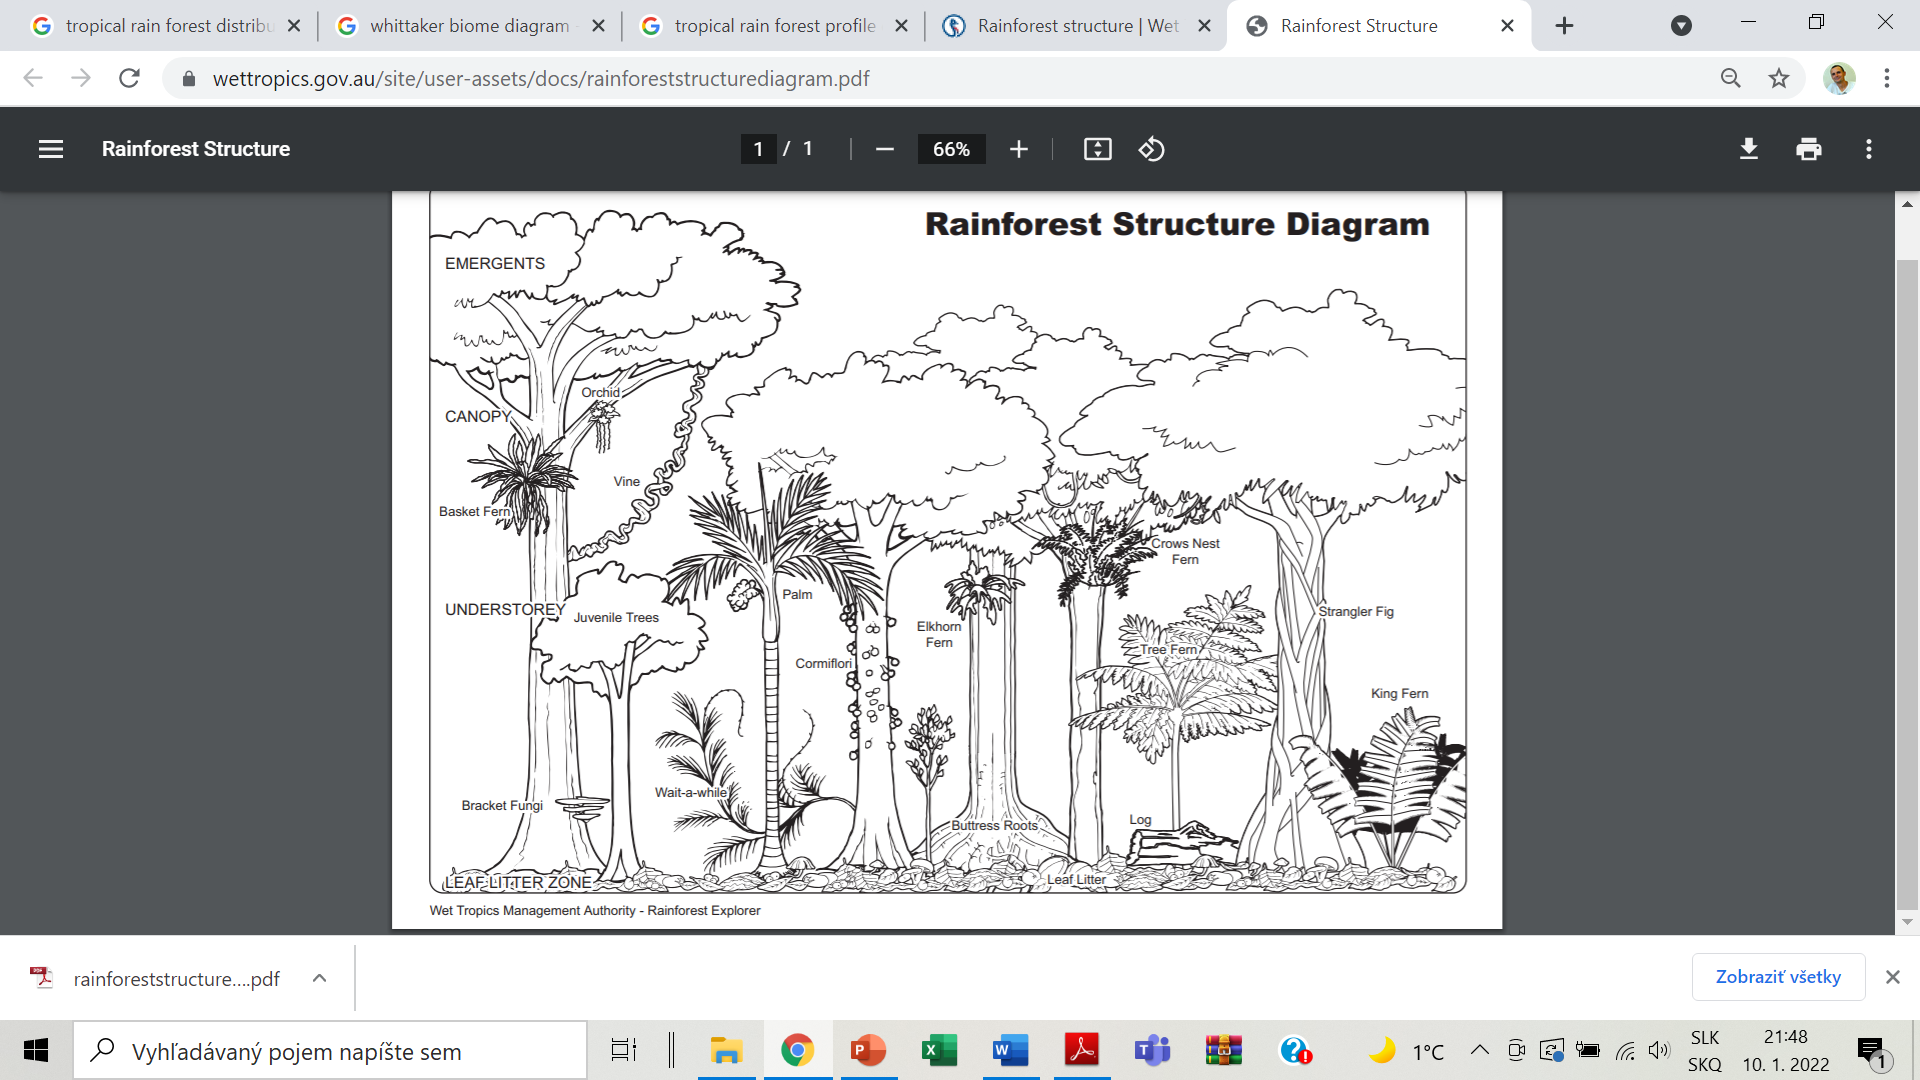 tropical rain forest distribu
whittaker biome diagram
tropical rain forest profile
Rainforest structure | Wet
Rainforest Structure
wettropics.gov.au/site/user-assets/docs/rainforeststructurediagram.pdf
Rainforest Structure
1 / 1
66%
Rainforest Structure Diagram
EMERGENTS
Orchid
CANOPY
Vine
Basket Fern
Crows Nest
Fern
Palm
UNDERSTOREY
Juvenile Trees
Strangler Fig
Elkhorn
Fern
Tree Fern
Cormiflori
King Fern
Wait-a-while
Bracket Fungi
Log
Buttress Roots
Leaf Litter
LEAF LITTER ZONE
Wet Tropics Management Authority - Rainforest Explorer
rainforeststructure....pdf
Zobraziť všetky
Vyhľadávaný pojem napíšte sem
1°C
SLK
SKQ
21:48
10. 1. 2022
1